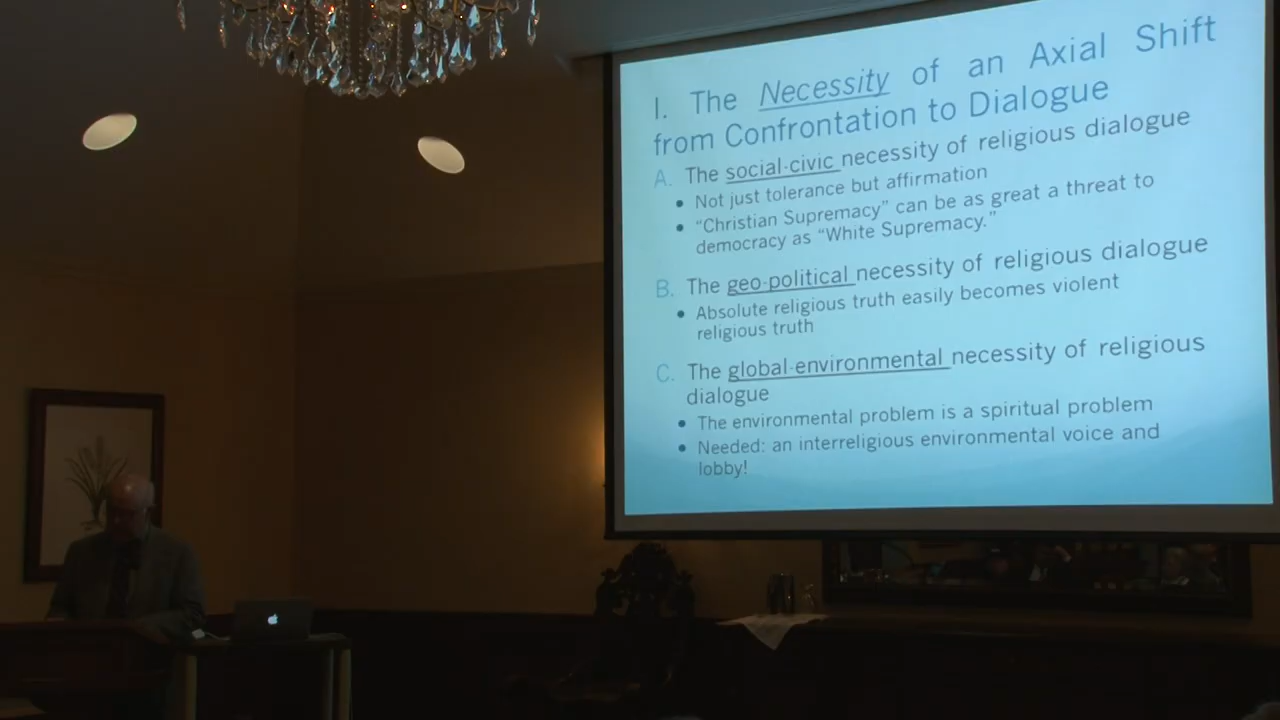 I. The Necessity of an Axial Shift
from Confrontation to Dialogue
A. The social-civic necessity of religious dialogue
• Not just tolerance but affirmation
• “Christian Supremacy” can be as great a threat to
democracy as “White Supremacy.”
B. The geo-political necessity of religious dialogue
• Absolute religious truth easily becomes violent
religious truth
C. The global-environmental necessity of religious
dialogue
• The environmental problem is a spiritual problem
• Needed: an interreligious environmental voice and
lobby!